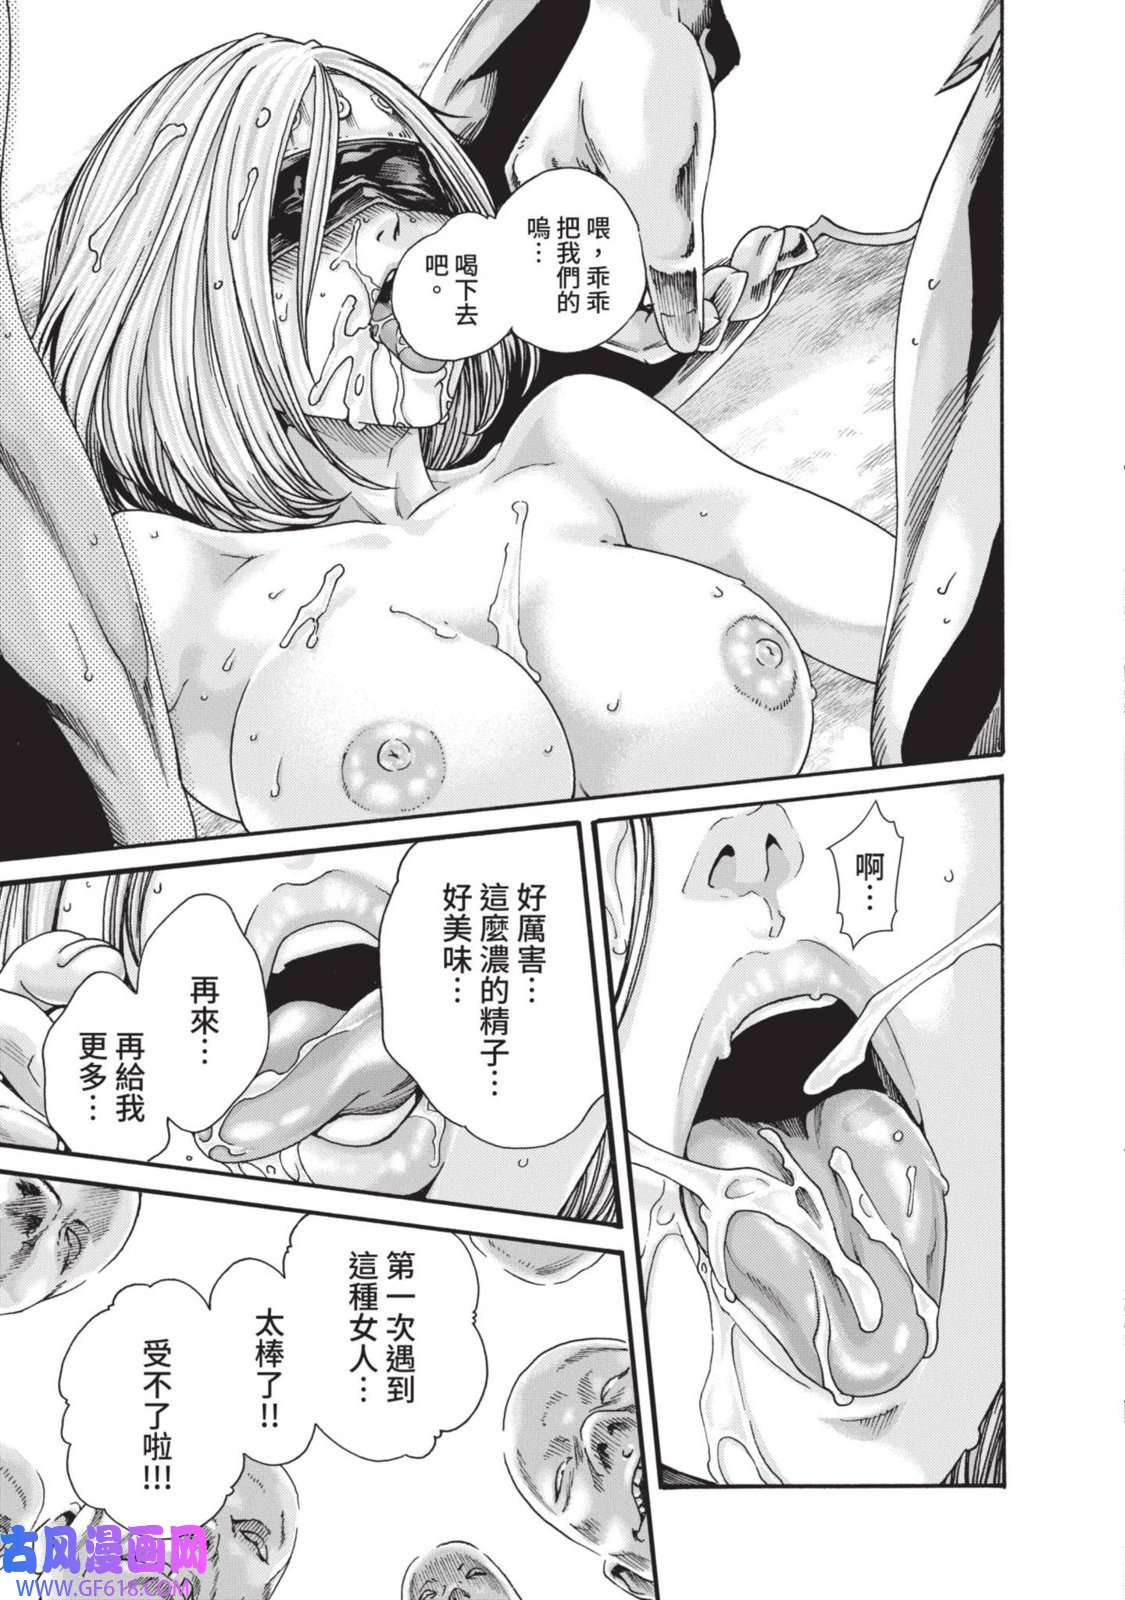 喂，乖乖
把我們的
嗚…
喝下去
吧。
啊…
好厲害…
這麼濃的精子…
好美味…
再來…
再給我
更多…
第一次遇到
這種女人…
太棒了!!
受不了啦!!!
古风漫画网
WWW.GF618.COM